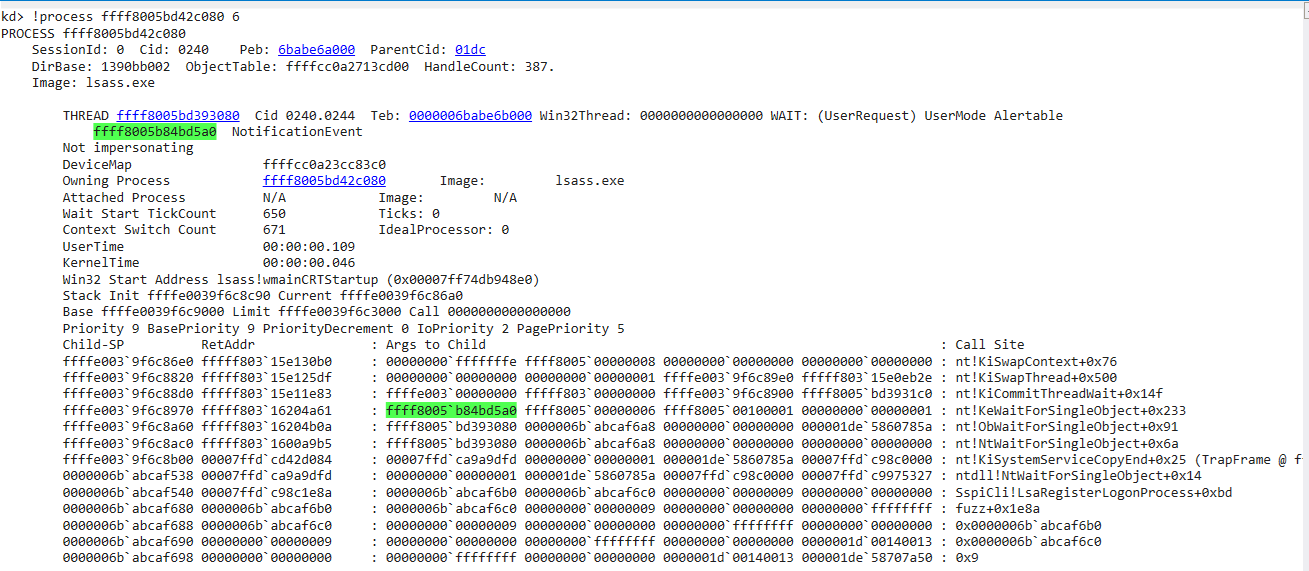 kd> !process ffff8005bd42c080 6
PROCESS ffff8005bd42c080
SessionId: 0 Cid: 0240 Peb: 6babe6a000 ParentCid: 01dc
DirBase: 1390bb002 ObjectTable: ffffcc0a2713cd00 HandleCount: 387.
Image: lsass.exe
THREAD ffff8005bd393080 Cid 0240.0244 Teb: 0000006babe6b000 Win32Thread: 0000000000000000 WAIT: (UserRequest) UserMode Alertable
ffff8005b84bd5a0 NotificationEvent
Not impersonating
DeviceMap ffffcc0a23cc83c0
Owning Process ffff8005bd42c080 Image: lsass.exe
Attached Process N/A Image: N/A
Wait Start TickCount 650 Ticks: 0
Context Switch Count 671 IdealProcessor: 0
UserTime 00:00:00.109
KernelTime 00:00:00.046
Win32 Start Address lsass!wmainCRTStartup (0x00007ff74db948e0)
Stack Init ffffe0039f6c8c90 Current ffffe0039f6c86a0
Base ffffe0039f6c9000 Limit ffffe0039f6c3000 Call 0000000000000000
Priority 9 BasePriority 9 PriorityDecrement 0 IoPriority 2 PagePriority 5
Child-SP RetAddr : Args to Child : Call Site
ffffe003`9f6c86e0 fffff803`15e130b0 : 00000000`fffffffe ffff8005`00000008 00000000`00000000 00000000`00000000 : nt!KiSwapContext+0x76
ffffe003`9f6c8820 fffff803`15e125df : 00000000`00000000 00000000`00000001 ffffe003`9f6c89e0 fffff803`15e0eb2e : nt!KiSwapThread+0x500
ffffe003`9f6c88d0 fffff803`15e11e83 : ffffe003`00000000 fffff803`00000000 ffffe003`9f6c8900 ffff8005`bd3931c0 : nt!KiCommitThreadWait+0x14f
ffffe003`9f6c8970 fffff803`16204a61 : ffff8005`b84bd5a0 ffff8005`00000006 ffff8005`00100001 00000000`00000001 : nt!KeWaitForSingleObject+0x233
ffffe003`9f6c8a60 fffff803`16204b0a : ffff8005`bd393080 0000006b`abcaf6a8 00000000`00000000 000001de`5860785a : nt!ObWaitForSingleObject+0x91
ffffe003`9f6c8ac0 fffff803`1600a9b5 : ffff8005`bd393080 0000006b`abcaf6a8 00000000`00000000 00000000`00000000 : nt!NtWaitForSingleObject+0x6a
ffffe003`9f6c8b00 00007ffd`cd42d084 : 00007ffd`ca9a9dfd 00000000`00000001 000001de`5860785a 00007ffd`c98c0000 : nt!KiSystemServiceCopyEnd+0x25 (TrapFrame @ f
0000006b`abcaf538 00007ffd`ca9a9dfd : 00000000`00000001 000001de`5860785a 00007ffd`c98c0000 00007ffd`c9975327 : ntdll!NtWaitForSingleObject+0x14
0000006b`abcaf540 00007ffd`c98c1e8a : 0000006b`abcaf6b0 0000006b`abcaf6c0 00000000`00000009 00000000`00000000 : SspiCli!LsaRegisterLogonProcess+0xbd
0000006b`abcaf680 0000006b`abcaf6b0 : 0000006b`abcaf6c0 00000000`00000009 00000000`00000000 00000000`ffffffff : fuzz+0x1e8a
0000006b`abcaf688 0000006b`abcaf6c0 : 00000000`00000009 00000000`00000000 00000000`ffffffff 00000000`00000000 : 0x0000006b`abcaf6b0
0000006b`abcaf690 00000000`00000009 : 00000000`00000000 00000000`ffffffff 00000000`00000000 0000001d`00140013 : 0x0000006b`abcaf6c0
0000006b`abcaf698 00000000`00000000 : 00000000`ffffffff 00000000`00000000 0000001d`00140013 000001de`58707a50 : 0x9